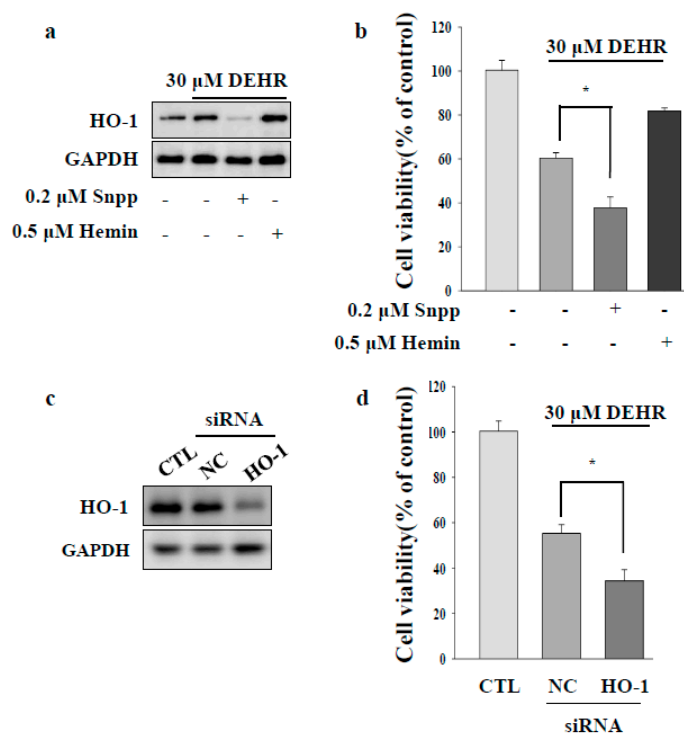 a
30 μM DEHR
HO-1
GAPDH
0.2 μM Snpp - - + -
0.5 μM Hemin - - - +
b
Cell viability(% of control)
120
100
80
60
40
20
0
30 μM DEHR
*
0.2 μM Snpp - - + -
0.5 μM Hemin - - - +
c
siRNA
CTL NC HO-1
HO-1
GAPDH
d
Cell viability(% of control)
120
100
80
60
40
20
0
30 μM DEHR
*
CTL NC HO-1
siRNA